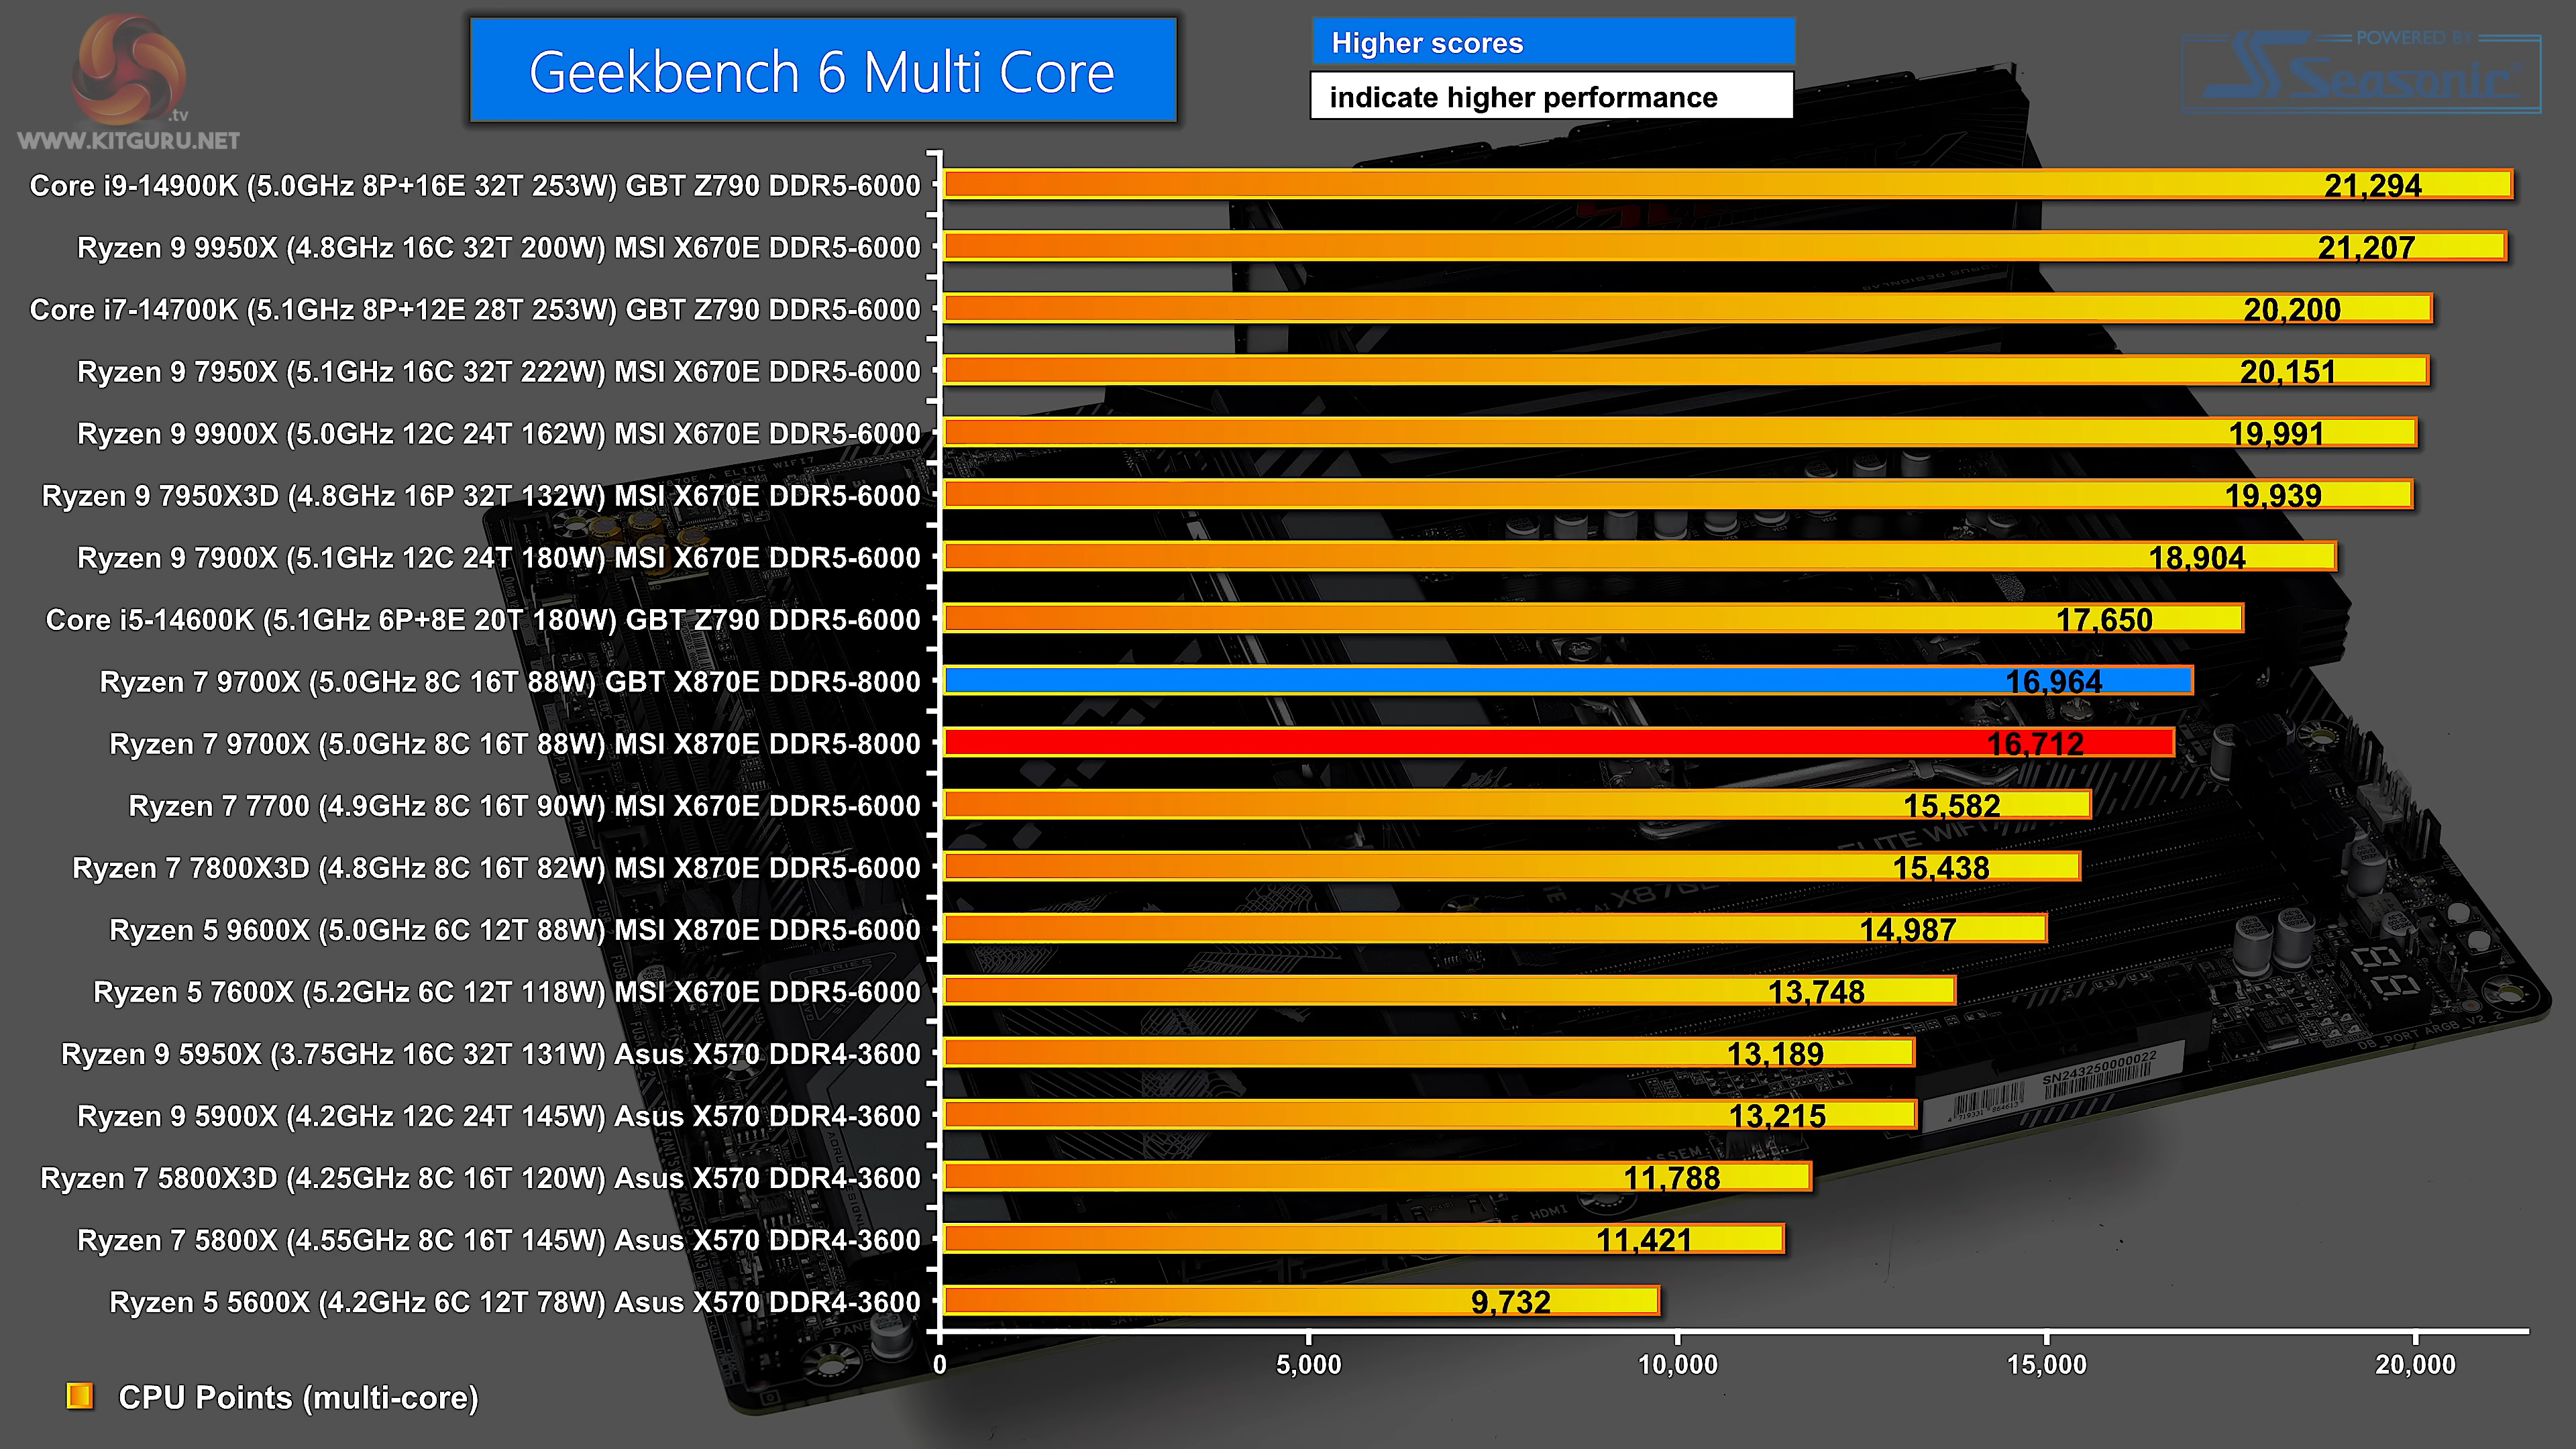 .tv
WWW.KITGURU.NET
Geekbench 6 Multi Core
Higher scores
indicate higher performance
POWERED BY
Seasonic
Core i9-14900K (5.0GHz 8P+16E 32T 253W) GBT Z790 DDR5-6000 21,294
Ryzen 9 9950X (4.8GHz 16C 32T 200W) MSI X670E DDR5-6000 21,207
Core i7-14700K (5.1GHz 8P+12E 28T 253W) GBT Z790 DDR5-6000 20,200
Ryzen 9 7950X (5.1GHz 16C 32T 222W) MSI X670E DDR5-6000 20,151
Ryzen 9 9900X (5.0GHz 12C 24T 162W) MSI X670E DDR5-6000 19,991
Ryzen 9 7950X3D (4.8GHz 16P 32T 132W) MSI X670E DDR5-6000 19,939
Ryzen 9 7900X (5.1GHz 12C 24T 180W) MSI X670E DDR5-6000 18,904
Core i5-14600K (5.1GHz 6P+8E 20T 180W) GBT Z790 DDR5-6000 17,650
Ryzen 7 9700X (5.0GHz 8C 16T 88W) GBT X870E DDR5-8000 16,964
Ryzen 7 9700X (5.0GHz 8C 16T 88W) MSI X870E DDR5-8000 16,712
Ryzen 7 7700 (4.9GHz 8C 16T 90W) MSI X670E DDR5-6000 15,582
Ryzen 7 7800X3D (4.8GHz 8C 16T 82W) MSI X870E DDR5-6000 15,438
Ryzen 5 9600X (5.0GHz 6C 12T 88W) MSI X870E DDR5-6000 14,987
Ryzen 5 7600X (5.2GHz 6C 12T 118W) MSI X670E DDR5-6000 13,748
Ryzen 9 5950X (3.75GHz 16C 32T 131W) Asus X570 DDR4-3600 13,189
Ryzen 9 5900X (4.2GHz 12C 24T 145W) Asus X570 DDR4-3600 13,215
Ryzen 7 5800X3D (4.25GHz 8C 16T 120W) Asus X570 DDR4-3600 11,788
Ryzen 7 5800X (4.55GHz 8C 16T 145W) Asus X570 DDR4-3600 11,421
Ryzen 5 5600X (4.2GHz 6C 12T 78W) Asus X570 DDR4-3600 9,732
0 5,000 10,000 15,000 20,000
CPU Points (multi-core)
ELITE WIFI7
SERIES
SN243250000022
DB_PORT ARGB_V2_2
HDMI